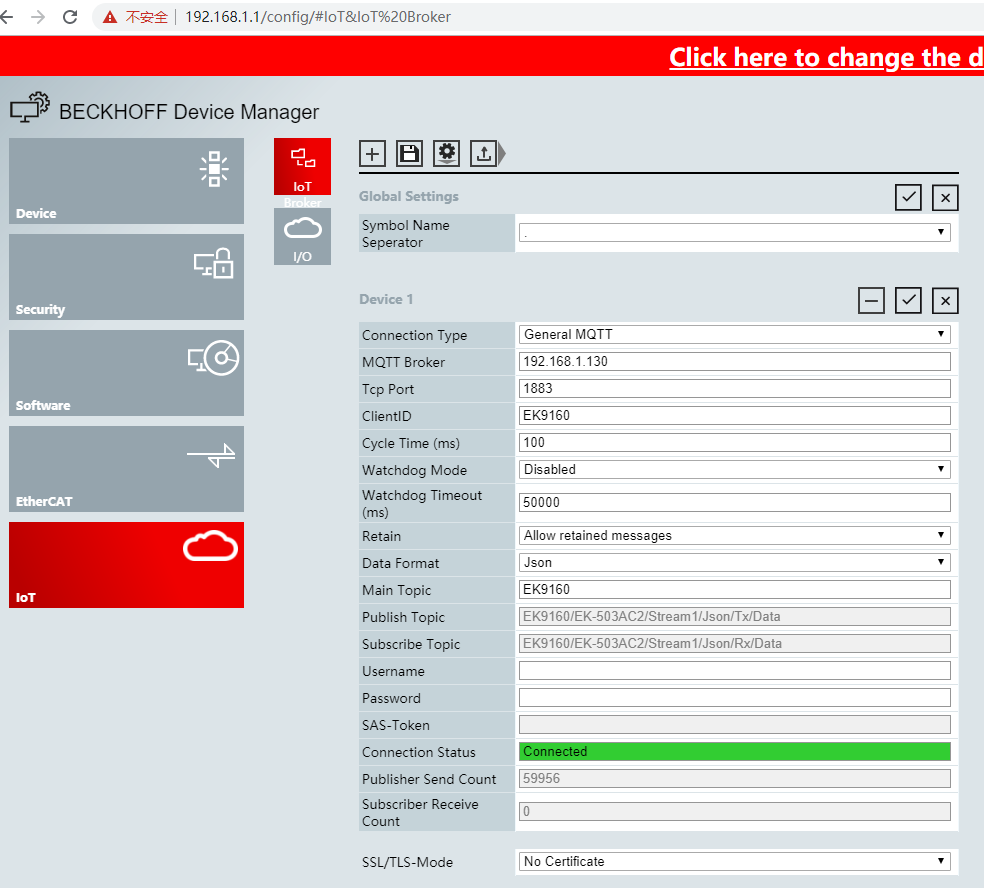 不安全 192.168.1.1/config/#IoT&IoT%20Broker
Click here to change the d
BECKHOFF Device Manager
Device
Security
Software
EtherCAT
IoT
IoT
Broker
I/O
Global Settings
Symbol Name
Seperator .
Device 1
Connection Type General MQTT
MQTT Broker 192.168.1.130
Tcp Port 1883
ClientID EK9160
Cycle Time (ms) 100
Watchdog Mode Disabled
Watchdog Timeout
(ms) 50000
Retain Allow retained messages
Data Format Json
Main Topic EK9160
Publish Topic EK9160/EK-503AC2/Stream1/Json/Tx/Data
Subscribe Topic EK9160/EK-503AC2/Stream1/Json/Rx/Data
Username
Password
SAS-Token
Connection Status Connected
Publisher Send Count 59956
Subscriber Receive
Count 0
SSL/TLS-Mode No Certificate